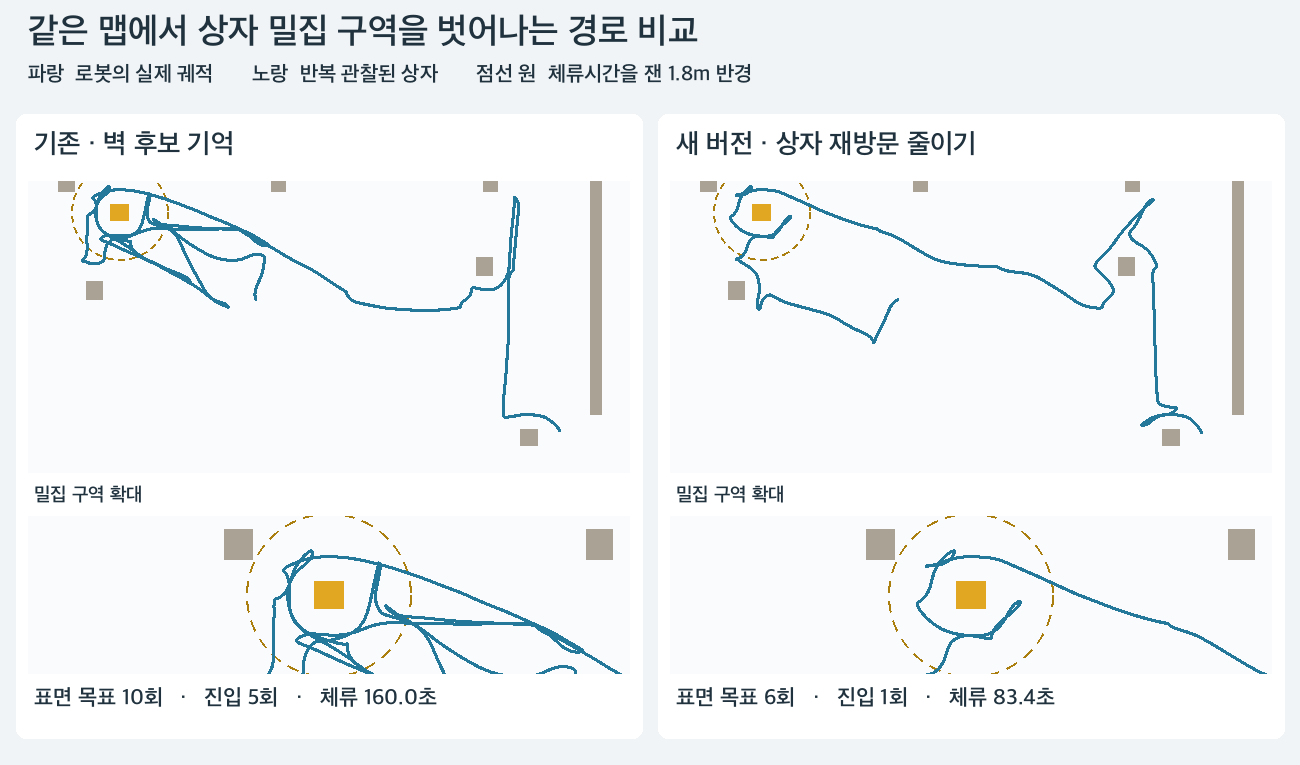 같은 맵에서 상자 밀집 구역을 벗어나는 경로 비교
파랑 로봇의 실제 궤적 노랑 반복 관찰된 상자 점선 원 체류시간을 잰 1.8m 반경
기존 · 벽 후보 기억
밀집 구역 확대
표면 목표 10회 · 진입 5회 · 체류 160.0초
새 버전 · 상자 재방문 줄이기
밀집 구역 확대
표면 목표 6회 · 진입 1회 · 체류 83.4초